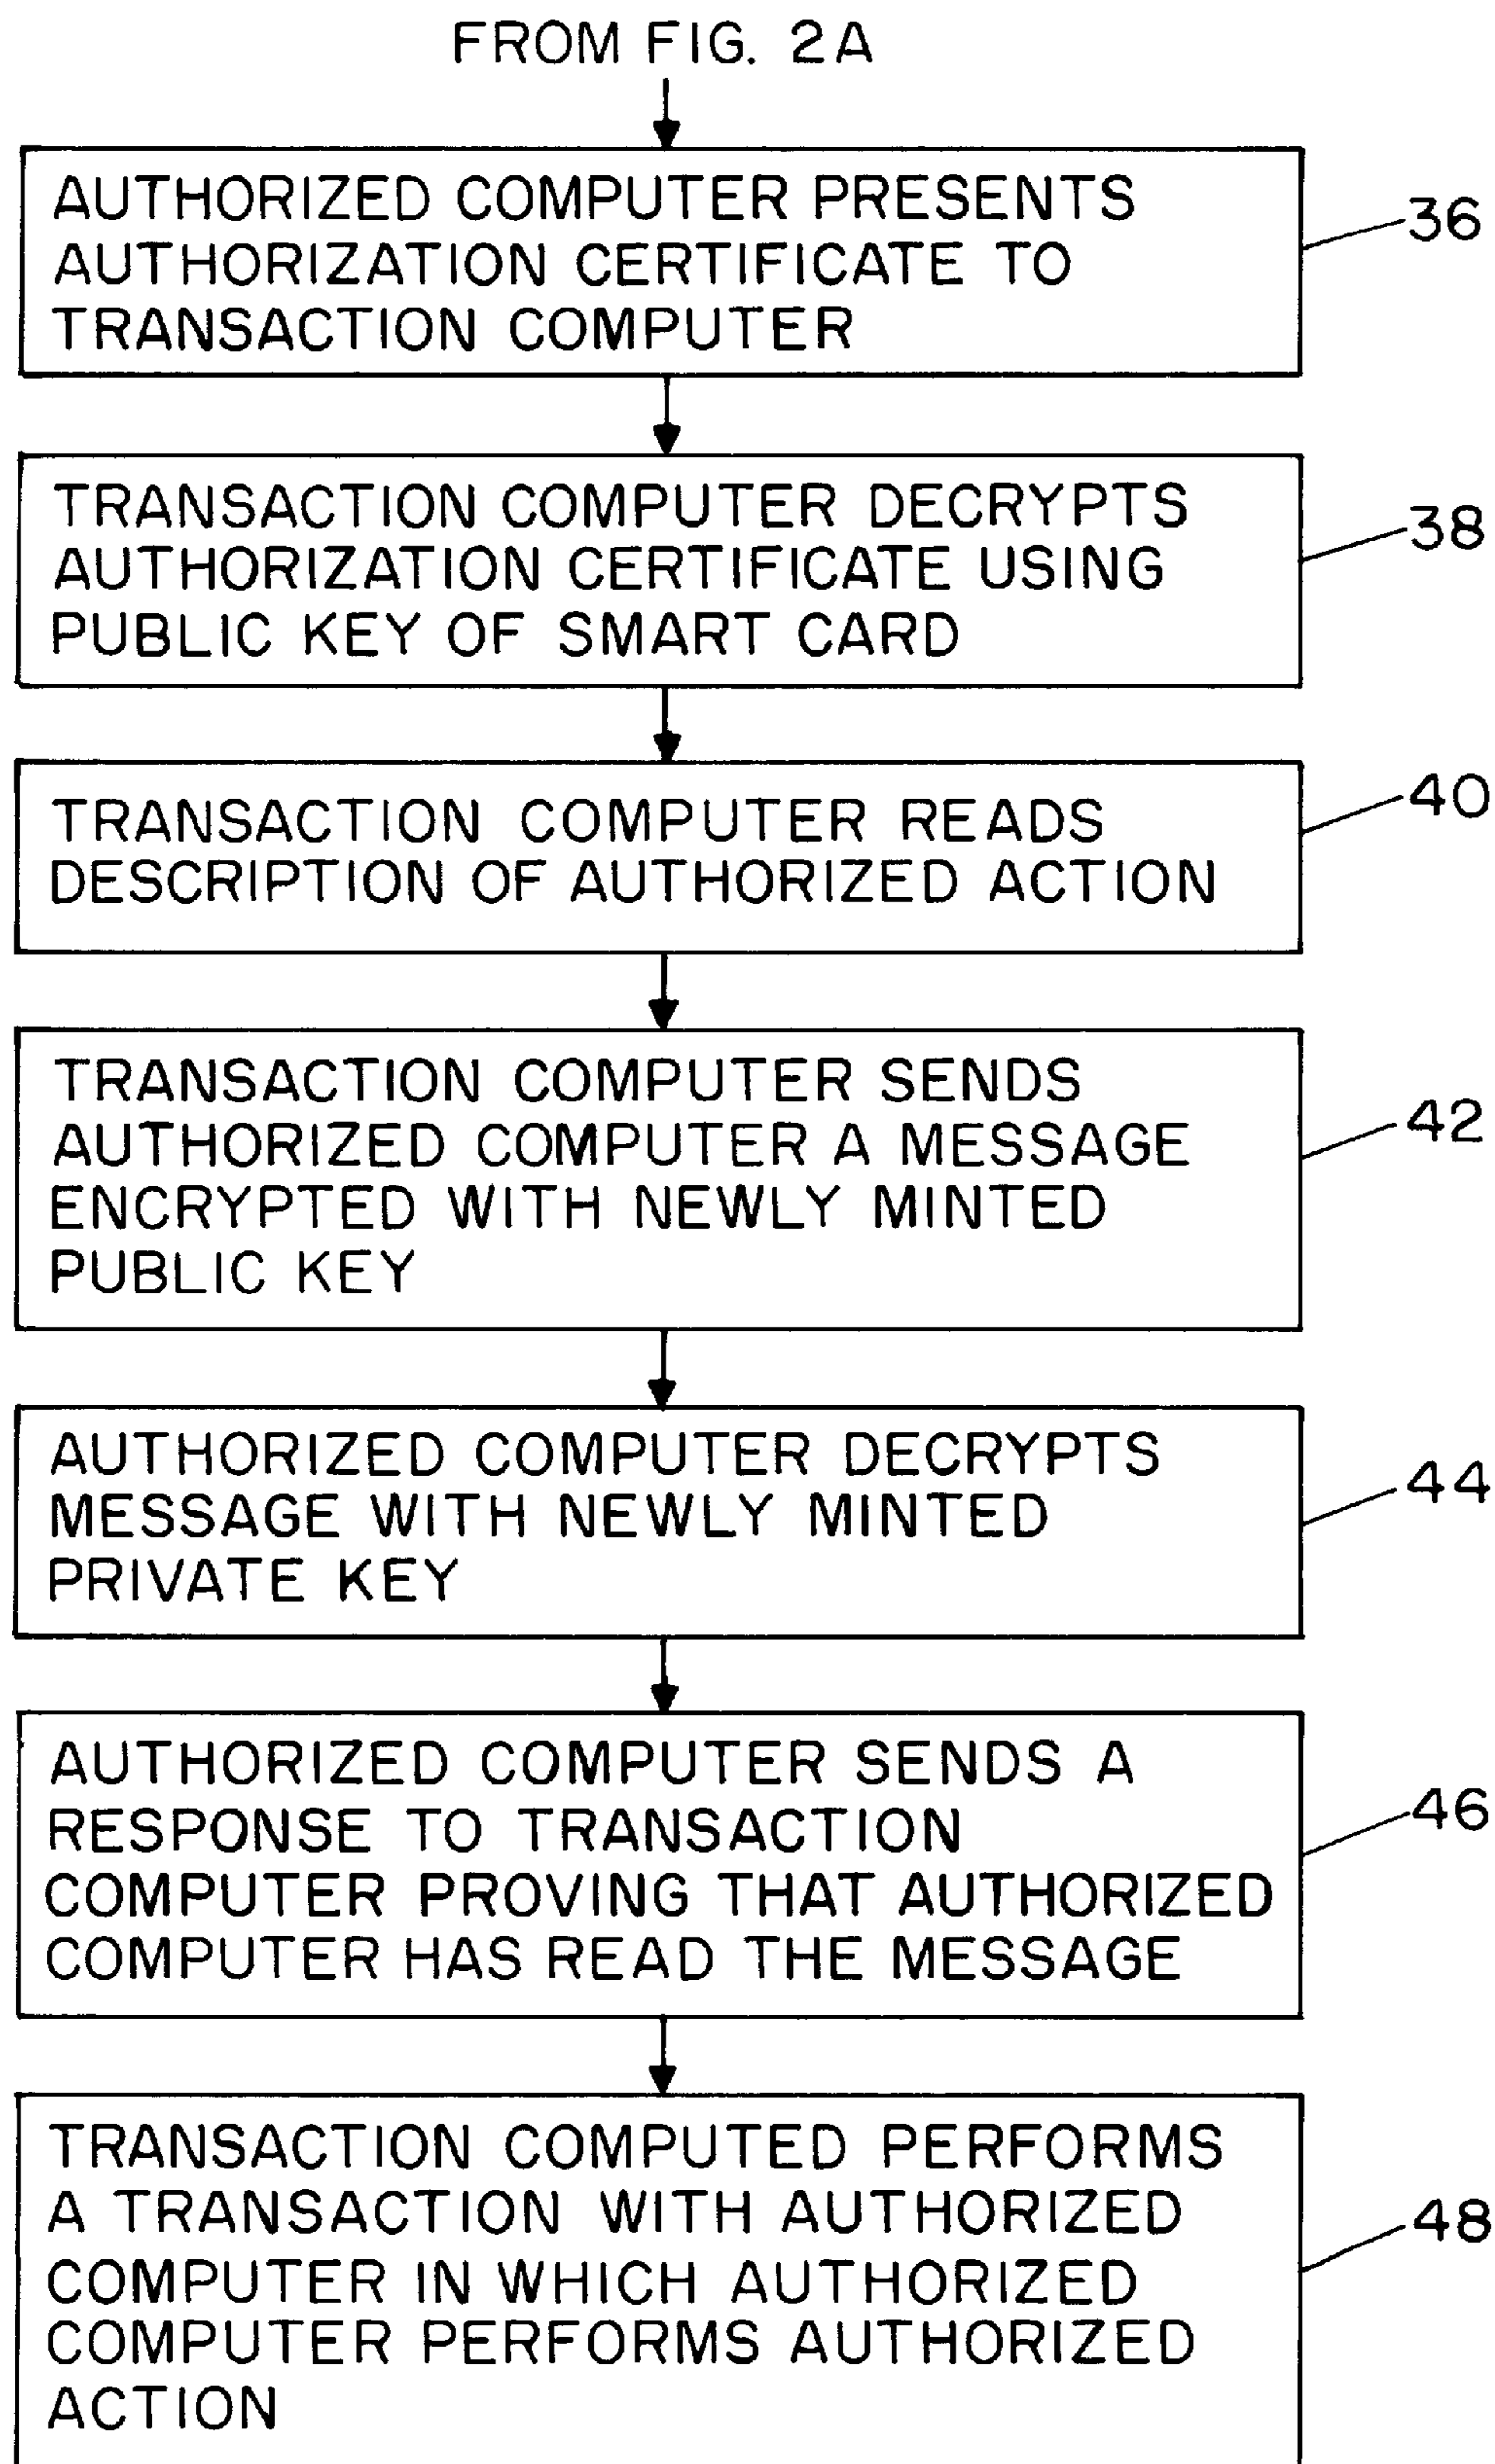 FROM FIG. 2A
AUTHORIZED COMPUTER PRESENTS
AUTHORIZATION CERTIFICATE TO
TRANSACTION COMPUTER
36
TRANSACTION COMPUTER DECRYPTS
AUTHORIZATION CERTIFICATE USING
PUBLIC KEY OF SMART CARD
38
TRANSACTION COMPUTER READS
DESCRIPTION OF AUTHORIZED ACTION
40
TRANSACTION COMPUTER SENDS
AUTHORIZED COMPUTER A MESSAGE
ENCRYPTED WITH NEWLY MINTED
PUBLIC KEY
42
AUTHORIZED COMPUTER DECRYPTS
MESSAGE WITH NEWLY MINTED
PRIVATE KEY
44
AUTHORIZED COMPUTER SENDS A
RESPONSE TO TRANSACTION
COMPUTER PROVING THAT AUTHORIZED
COMPUTER HAS READ THE MESSAGE
46
TRANSACTION COMPUTED PERFORMS
A TRANSACTION WITH AUTHORIZED
COMPUTER IN WHICH AUTHORIZED
COMPUTER PERFORMS AUTHORIZED
ACTION
48